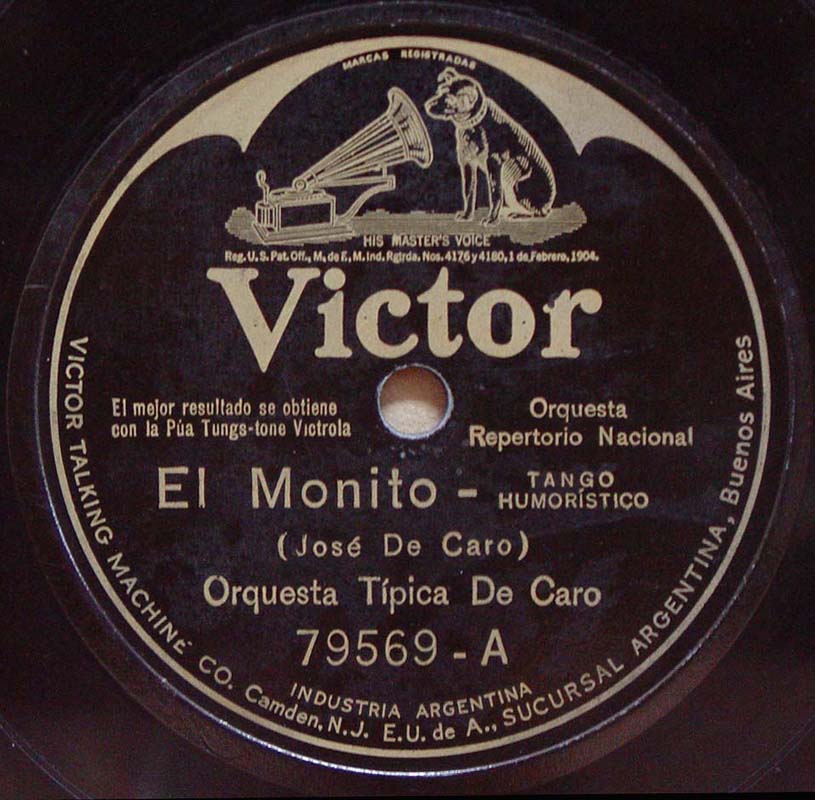 MARCAS REGISTRADAS
HIS MASTER'S VOICE
Reg. U.S. Pat. Off., M. de F., M. Ind. Rgtrda. Nos. 4176 y 4180, 1 de Febrero, 1904.
Victor
El mejor resultado se obtiene
con la Púa Tungs-tone Victrola
Orquesta
Repertorio Nacional
El Monito - TANGO
HUMORÍSTICO
(José De Caro)
Orquesta Típica De Caro
79569 - A
INDUSTRIA ARGENTINA
VICTOR TALKING MACHINE CO. Camden, N.J. E.U. de A., SUCURSAL ARGENTINA, Buenos Aires